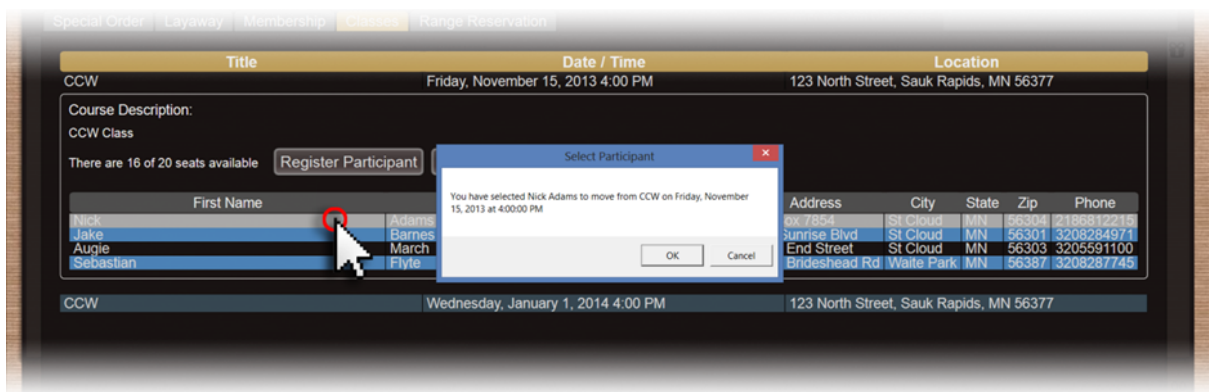 Special Order Layaway Membership Classes Range Reservation
Title Date / Time Location
CCW Friday, November 15, 2013 4:00 PM 123 North Street, Sauk Rapids, MN 56377
Course Description:
CCW Class
There are 16 of 20 seats available Register Participant
Select Participant
You have selected Nick Adams to move from CCW on Friday, November
15, 2013 at 4:00:00 PM
OK Cancel
First Name Address City State Zip Phone
Nick Adams ox 7854 St Cloud MN 56304 2186812215
Jake Barnes Sunrise Blvd St Cloud MN 56301 3208284971
Augie March End Street St Cloud MN 56303 3205591100
Sebastian Flyte Brideshead Rd Waite Park MN 56387 3208287745
CCW Wednesday, January 1, 2014 4:00 PM 123 North Street, Sauk Rapids, MN 56377